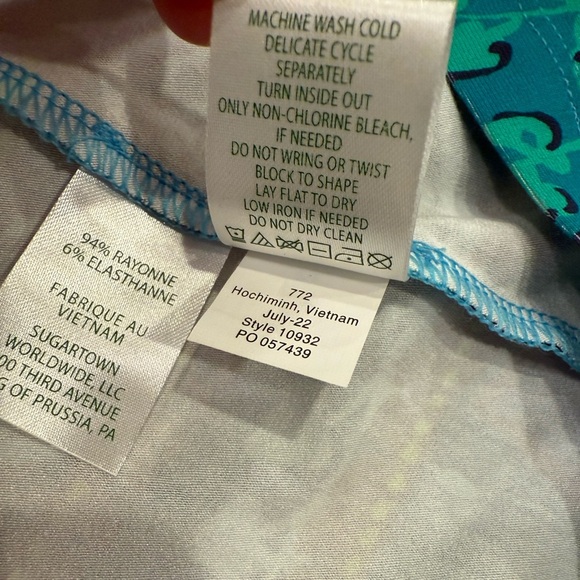 MACHINE WASH COLD
DELICATE CYCLE
SEPARATELY
TURN INSIDE OUT
ONLY NON-CHLORINE BLEACH,
IF NEEDED
DO NOT WRING OR TWIST
BLOCK TO SHAPE
LAY FLAT TO DRY
LOW IRON IF NEEDED
DO NOT DRY CLEAN
94% RAYONNE
6% ELASTHANNE
FABRIQUE AU
VIETNAM
SUGARTOWN
WORLDWIDE, LLC
00 THIRD AVENUE
G OF PRUSSIA, PA
772
Hochiminh, Vietnam
July-22
Style 10932
PO 057439